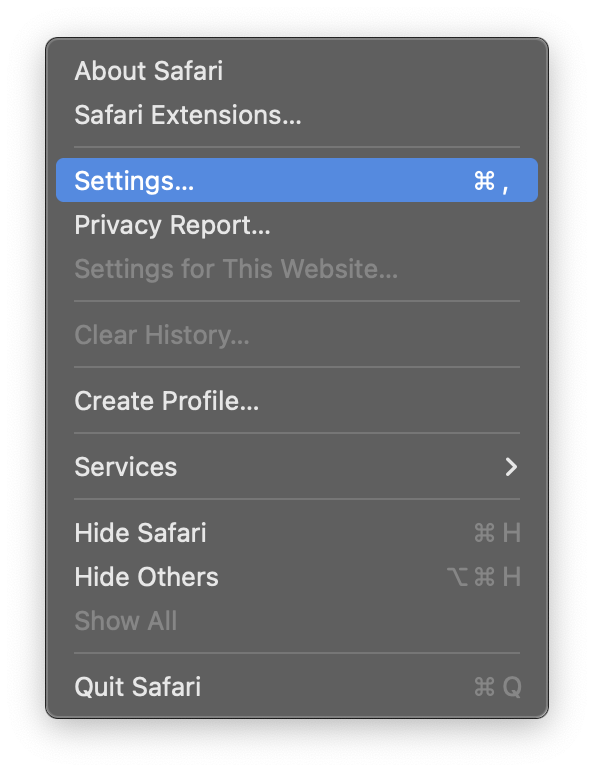 About Safari
Safari Extensions...
Settings... ⌘ ,
Privacy Report...
Settings for This Website...
Clear History...
Create Profile...
Services
Hide Safari ⌘ H
Hide Others ⌥ ⌘ H
Show All
Quit Safari ⌘ Q